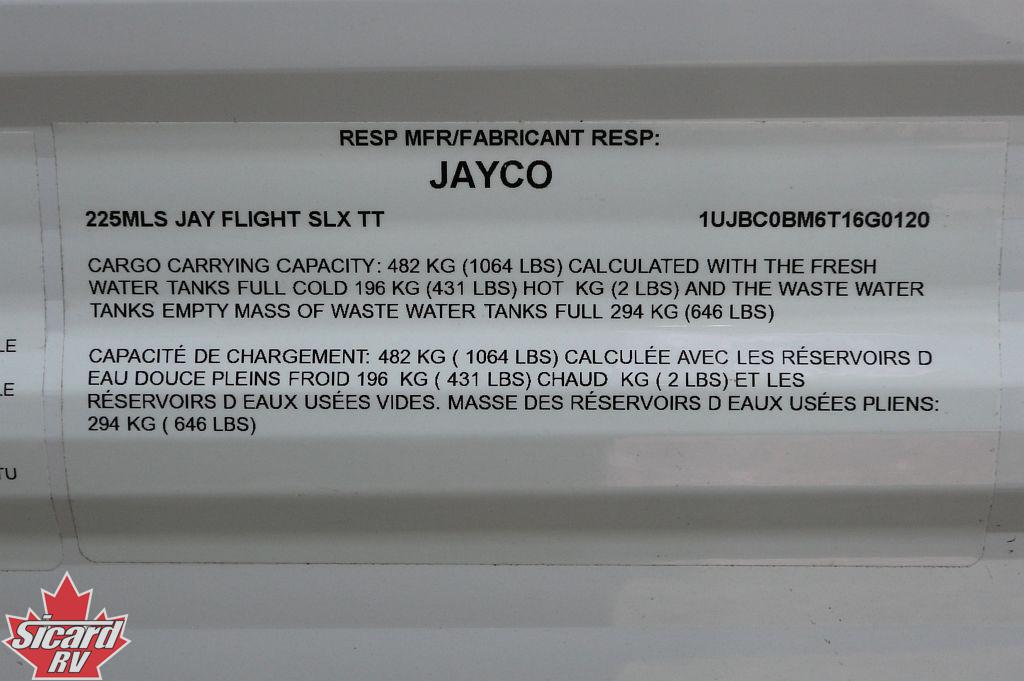 RESP MFR/FABRICANT RESP:
JAYCO
225MLS JAY FLIGHT SLX TT 1UJBC0BM6T16G0120
CARGO CARRYING CAPACITY: 482 KG (1064 LBS) CALCULATED WITH THE FRESH
WATER TANKS FULL COLD 196 KG (431 LBS) HOT KG (2 LBS) AND THE WASTE WATER
TANKS EMPTY MASS OF WASTE WATER TANKS FULL 294 KG (646 LBS)
CAPACITÉ DE CHARGEMENT: 482 KG ( 1064 LBS) CALCULÉE AVEC LES RÉSERVOIRS D
EAU DOUCE PLEINS FROID 196 KG ( 431 LBS) CHAUD KG ( 2 LBS) ET LES
RÉSERVOIRS D EAUX USÉES VIDES. MASSE DES RÉSERVOIRS D EAUX USÉES PLIENS:
294 KG ( 646 LBS)
LE
LE
TU
Sicard
RV